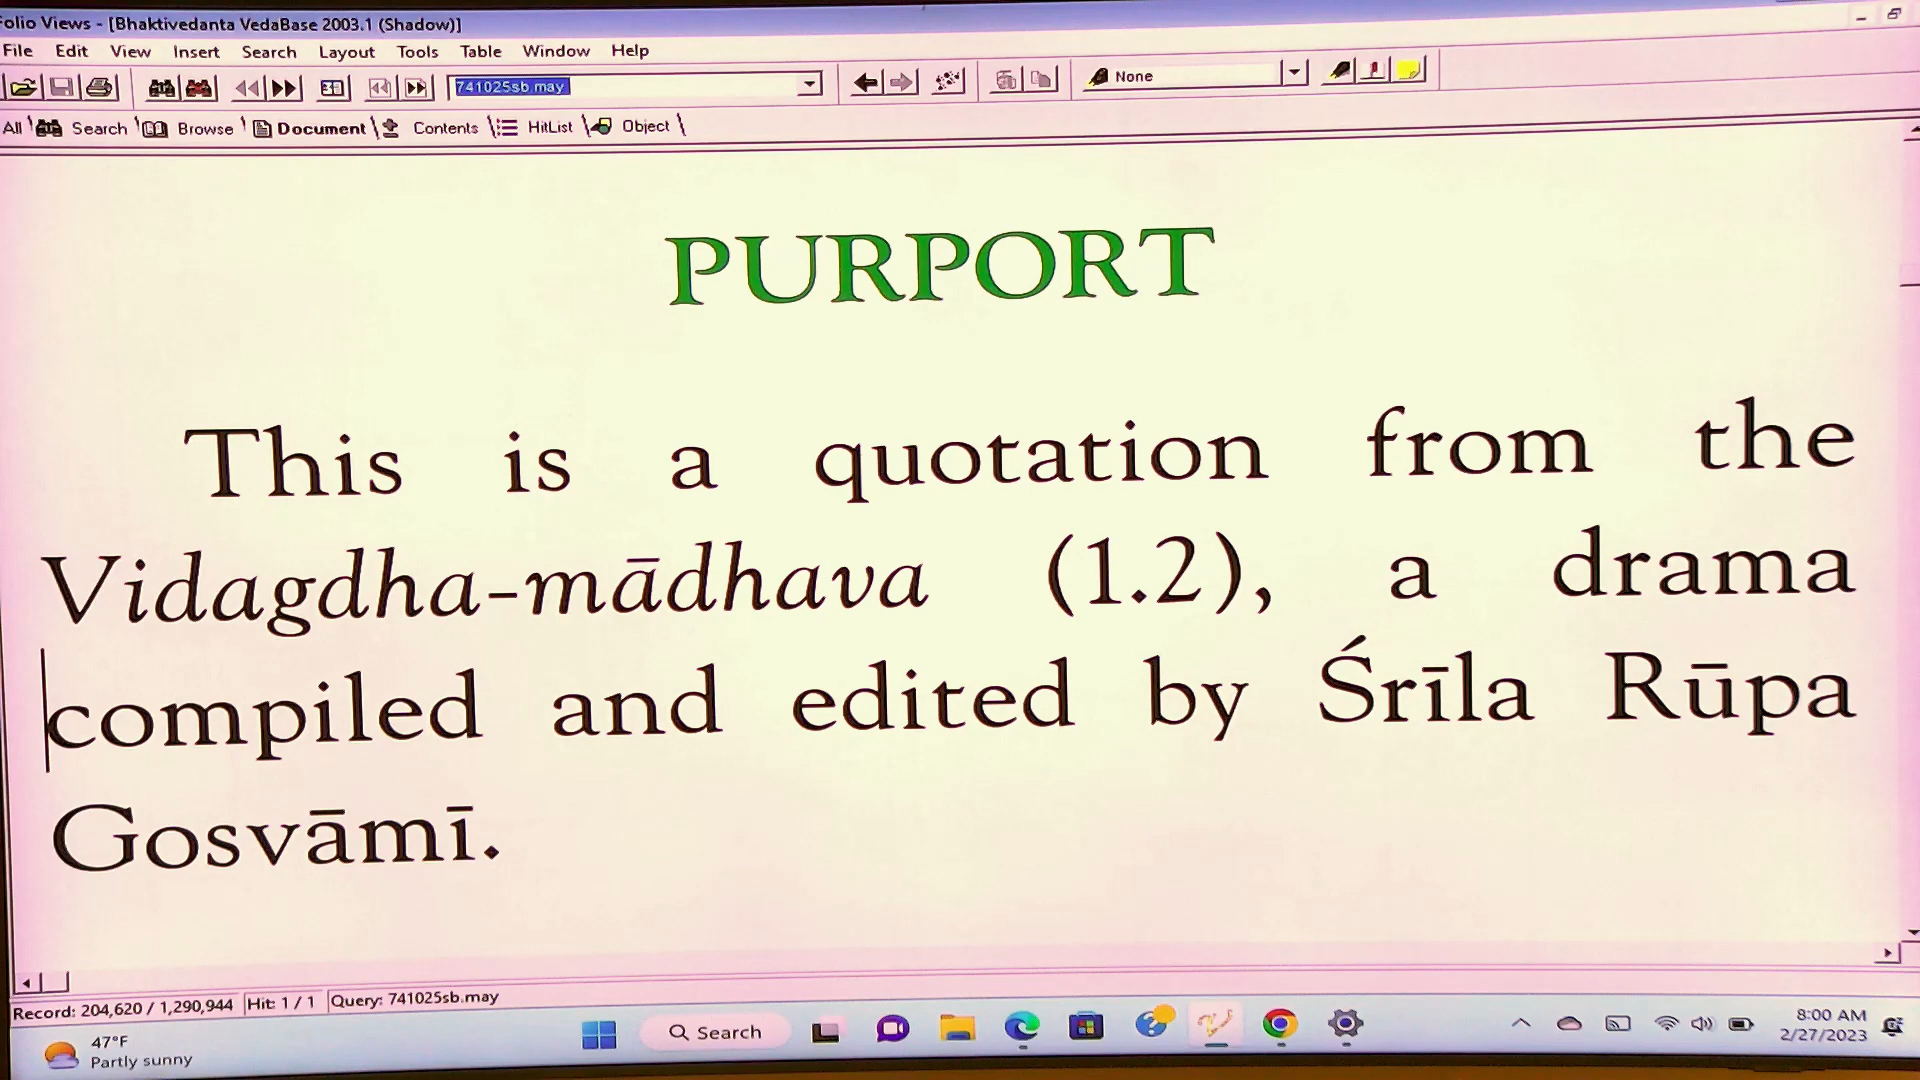 Folio Views - [Bhaktivedanta VedaBase 2003.1 (Shadow)]
File Edit View Insert Search Layout Tools Table Window Help
741025sb may
None
All Search Browse Document Contents HitList Object
PURPORT
This is a quotation from the
Vidagdha-mādhava (1.2), a drama
compiled and edited by Śrīla Rūpa
Gosvāmī.
Record: 204,620 / 1,290,944 Hit: 1 / 1 Query: 741025sb.may
47°F
Partly sunny
Search
8:00 AM
2/27/2023